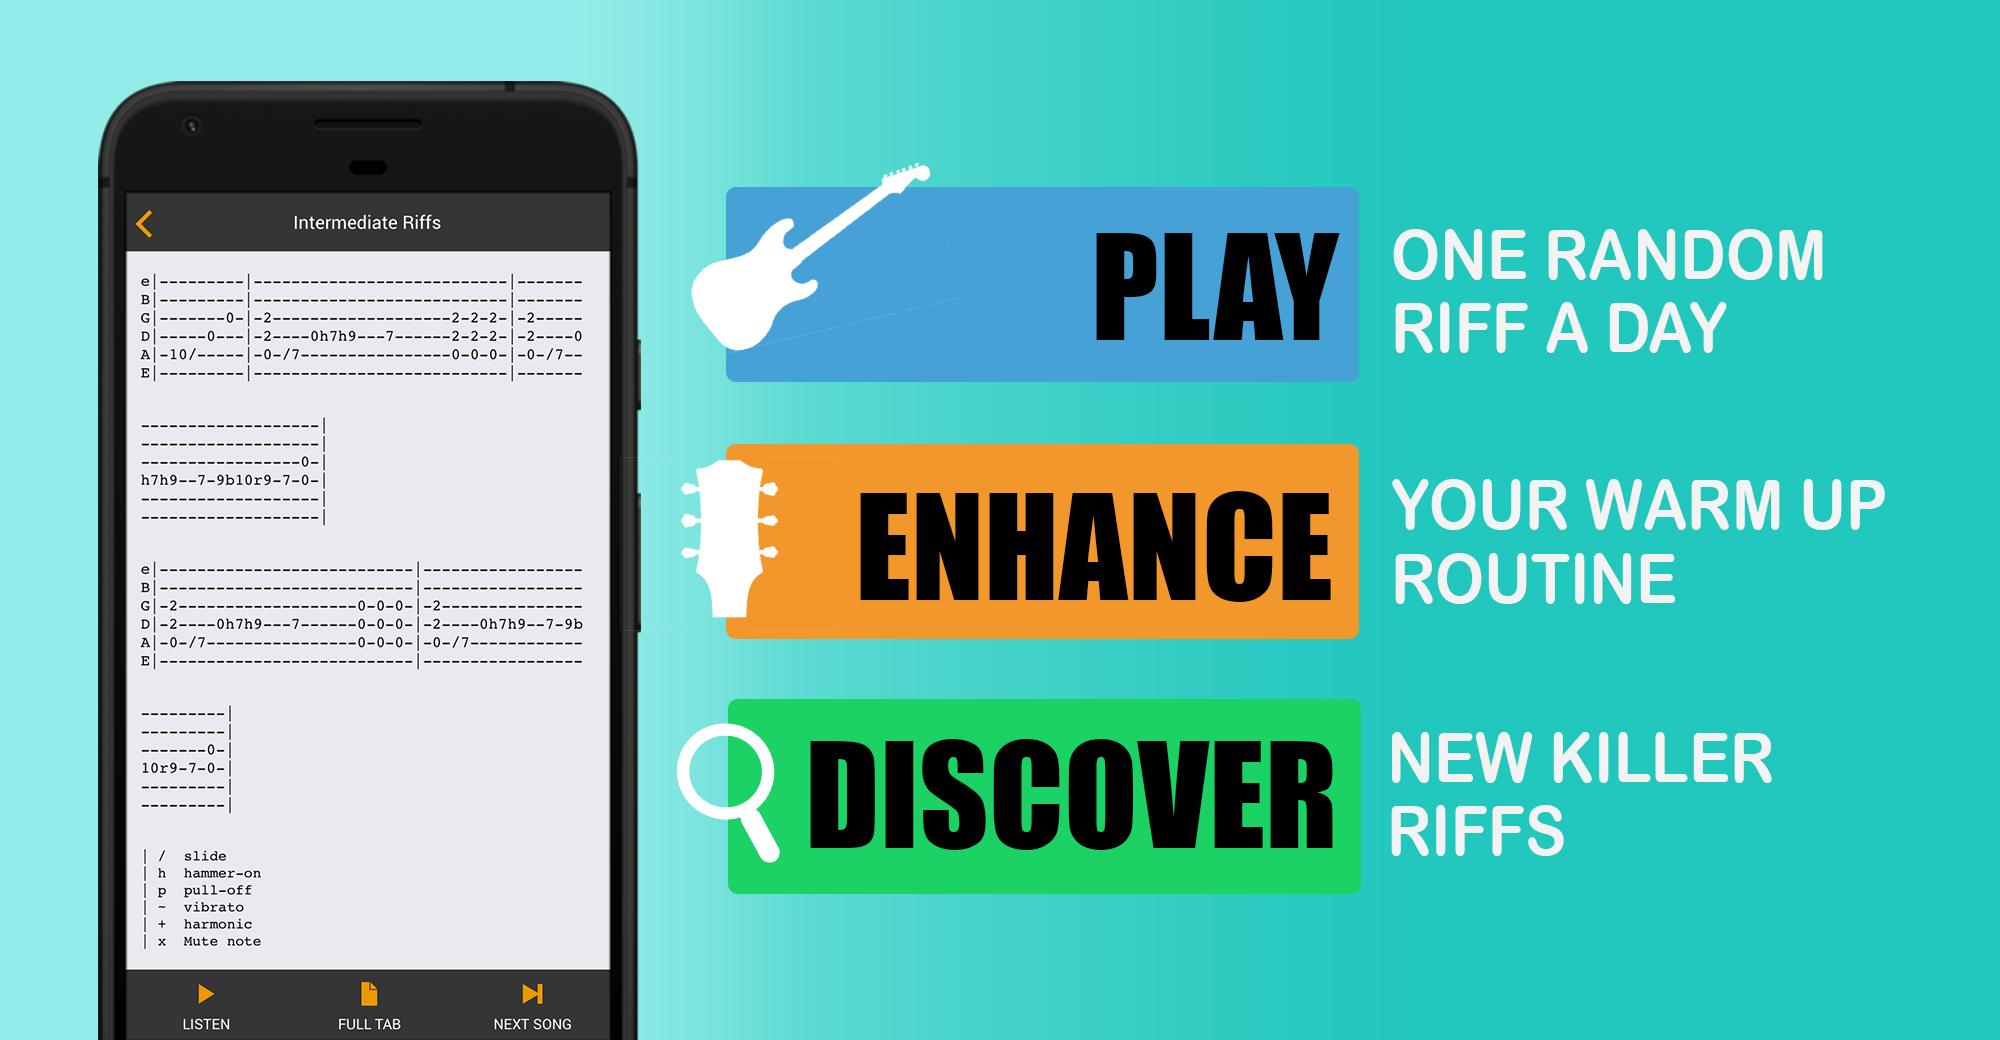 Intermediate Riffs
e|---------|----------------------------|-------
B|---------|----------------------------|-------
G|-------0-|-2-------------------2-2-2-|-2-----
D|-----0---|-2----0h7h9---7------2-2-2-|-2----0
A|-10/-----|-0-/7----------------0-0-0-|-0-/7--
E|---------|----------------------------|-------
-------------------|
-------------------|
-----------------0-|
h7h9--7-9b10r9-7-0-|
-------------------|
-------------------|
e|---------------------------|-----------------
B|---------------------------|-----------------
G|-2-------------------0-0-0-|-2---------------
D|-2----0h7h9---7------0-0-0-|-2----0h7h9--7-9b
A|-0-/7----------------0-0-0-|-0-/7------------
E|---------------------------|-----------------
---------|
---------|
-------0-|
10r9-7-0-|
---------|
---------|
| / slide
| h hammer-on
| p pull-off
| ~ vibrato
| + harmonic
| x Mute note
LISTEN
FULL TAB
NEXT SONG
PLAY
ONE RANDOM
RIFF A DAY
ENHANCE
YOUR WARM UP
ROUTINE
DISCOVER
NEW KILLER
RIFFS